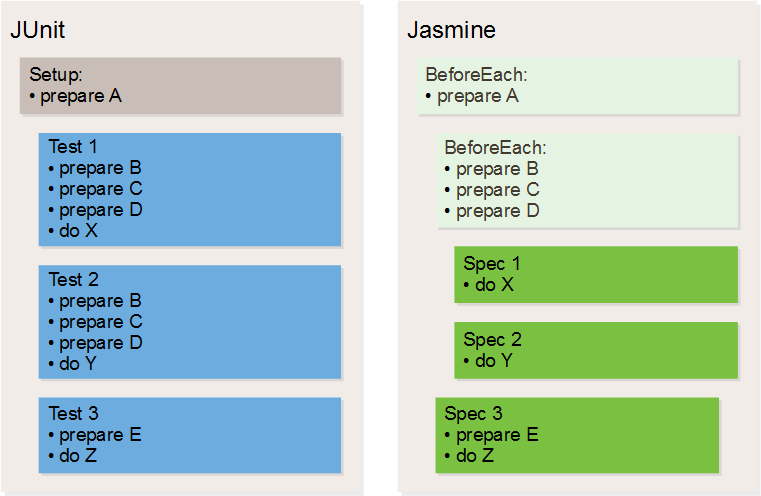 JUnit
Setup:
• prepare A
Test 1
• prepare B
• prepare C
• prepare D
• do X
Test 2
• prepare B
• prepare C
• prepare D
• do Y
Test 3
• prepare E
• do Z
Jasmine
BeforeEach:
• prepare A
BeforeEach:
• prepare B
• prepare C
• prepare D
Spec 1
• do X
Spec 2
• do Y
Spec 3
• prepare E
• do Z